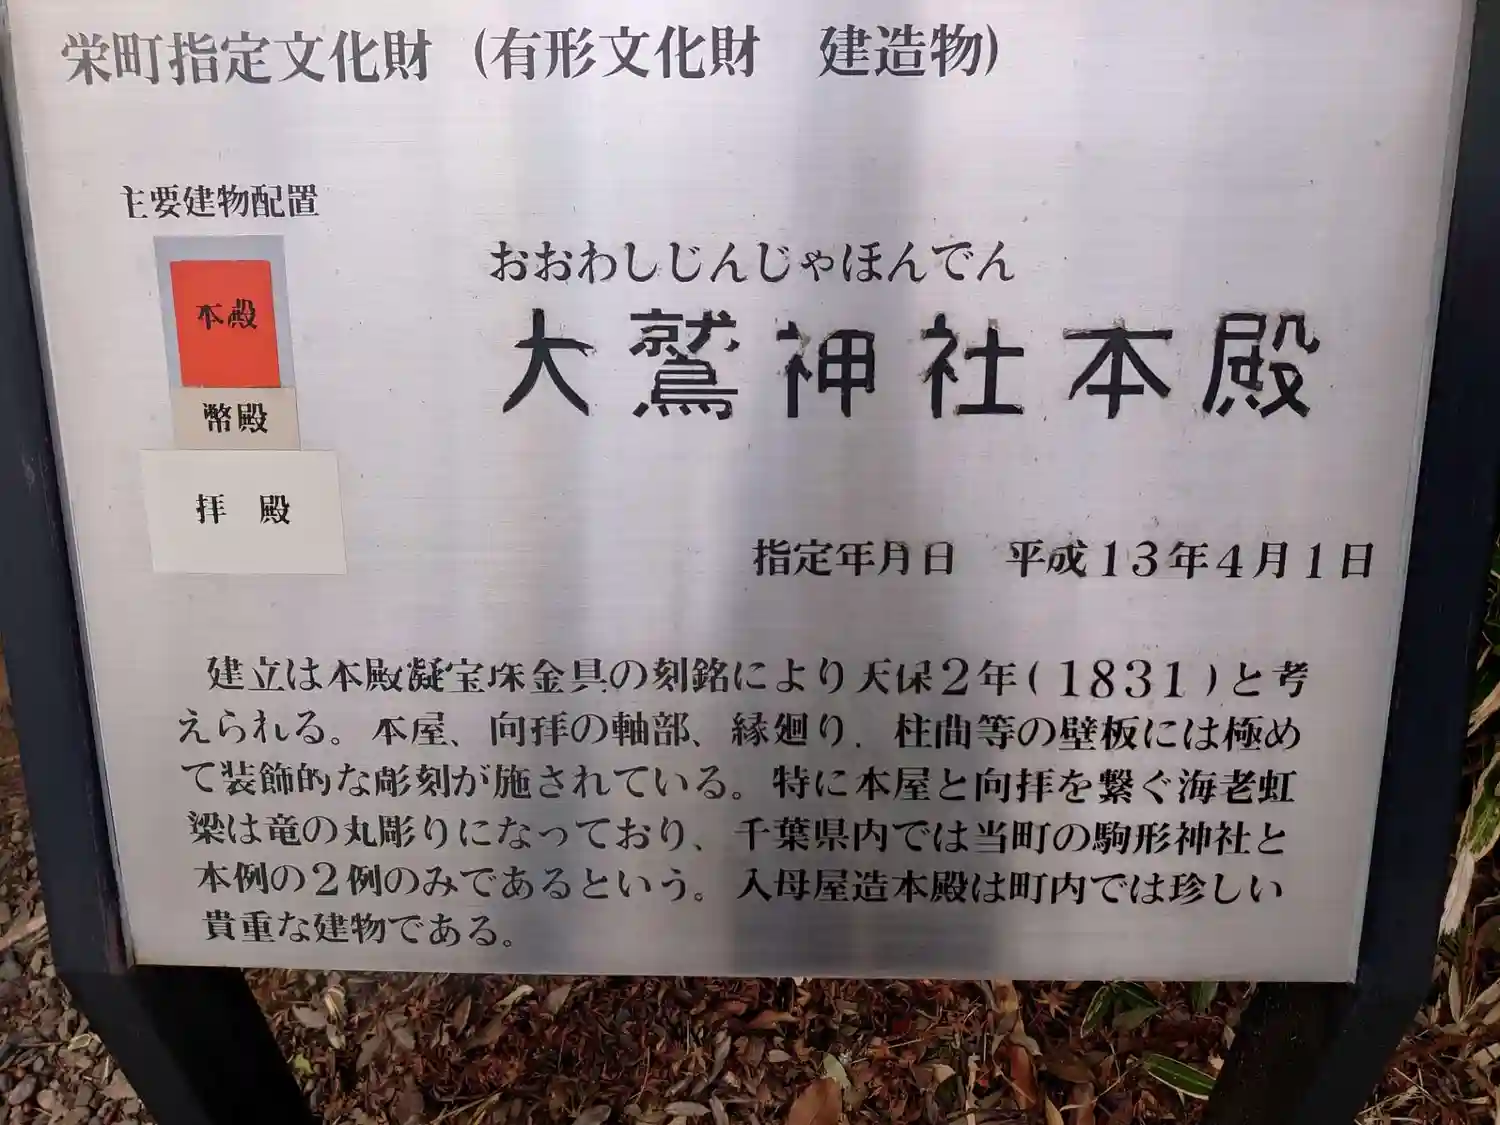 栄町指定文化財 (有形文化財　建造物)
主要建物配置
本殿
幣殿
拝　殿
おおわしじんじゃほんでん
大鷲神社本殿
指定年月日　平成13年4月1日
建立は本殿凝宝珠金具の刻銘により天保2年(1831)と考
えられる。本屋、向拝の軸部、縁廻り、柱間等の壁板には極め
て装飾的な彫刻が施されている。特に本屋と向拝を繋ぐ海老虹
梁は竜の丸彫りになっており、千葉県内では当町の駒形神社と
本例の2例のみであるという。入母屋造本殿は町内では珍しい
貴重な建物である。